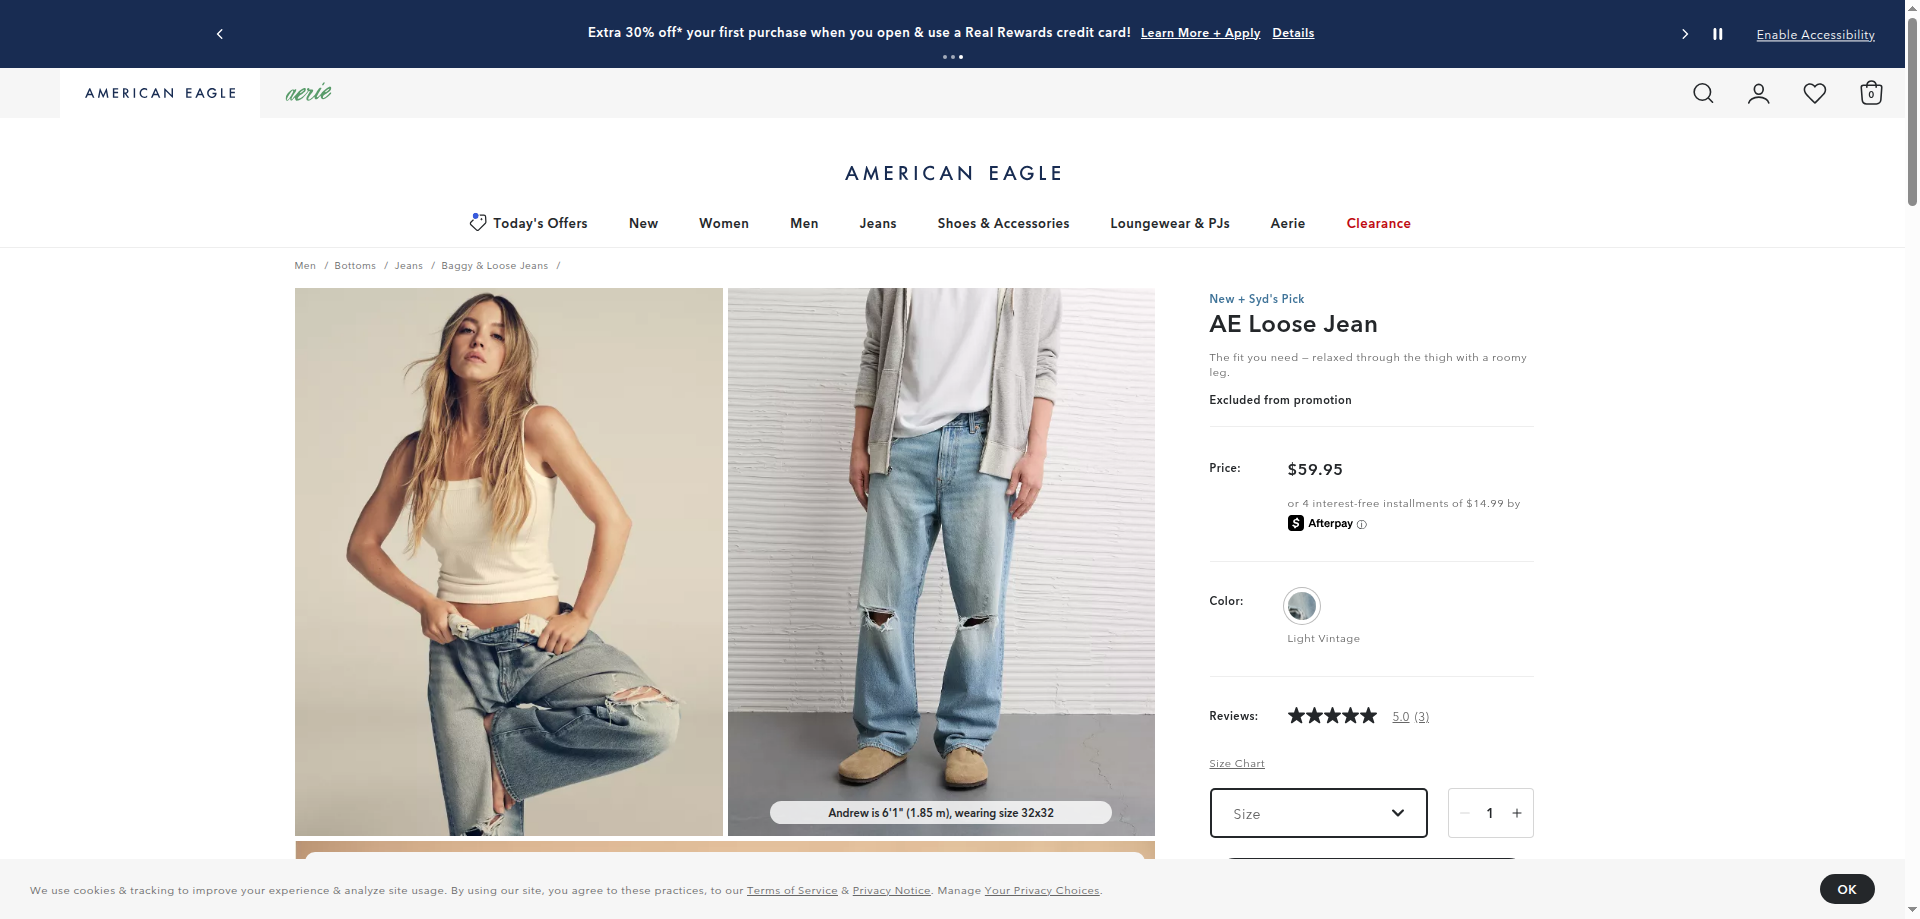 Extra 30% off* your first purchase when you open & use a Real Rewards credit card! Learn More + Apply Details
Enable Accessibility
AMERICAN EAGLE
aerie
0
AMERICAN EAGLE
Today's Offers
New
Women
Men
Jeans
Shoes & Accessories
Loungewear & PJs
Aerie
Clearance
Men / Bottoms / Jeans / Baggy & Loose Jeans /
New + Syd's Pick
AE Loose Jean
The fit you need – relaxed through the thigh with a roomy
leg.
Excluded from promotion
Price:
$59.95
or 4 interest-free installments of $14.99 by
Afterpay
Color:
Light Vintage
Reviews:
5.0 (3)
Size Chart
Size
− 1 +
Andrew is 6'1" (1.85 m), wearing size 32x32
We use cookies & tracking to improve your experience & analyze site usage. By using our site, you agree to these practices, to our Terms of Service & Privacy Notice. Manage Your Privacy Choices.
OK